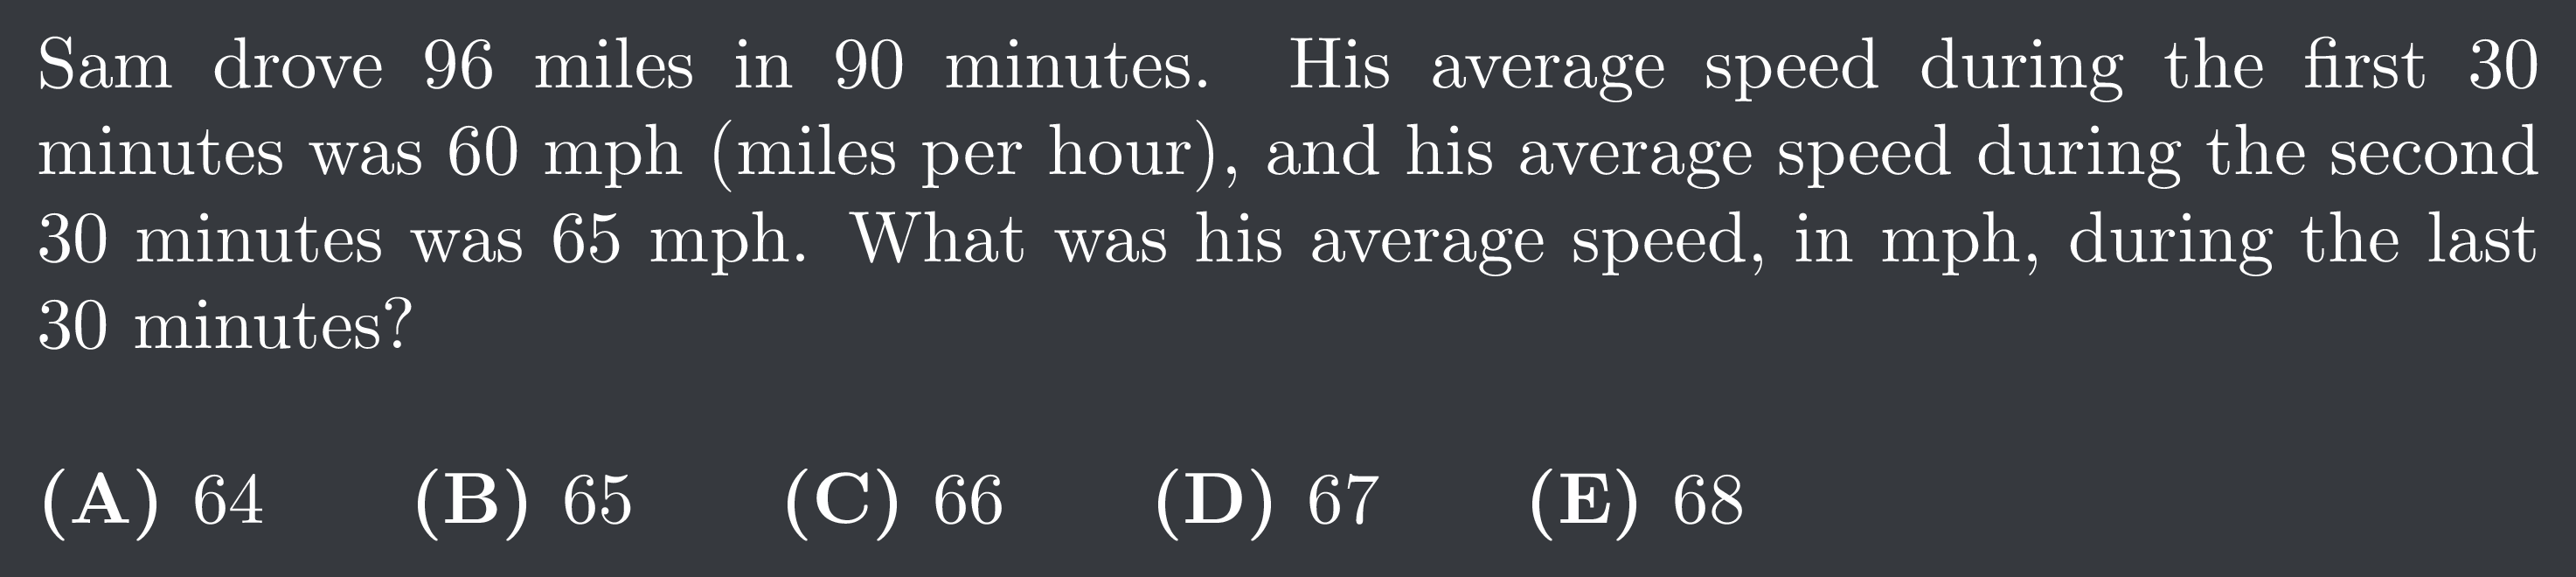 Sam drove 96 miles in 90 minutes. His average speed during the first 30
minutes was 60 mph (miles per hour), and his average speed during the second
30 minutes was 65 mph. What was his average speed, in mph, during the last
30 minutes?
(A) 64 (B) 65 (C) 66 (D) 67 (E) 68